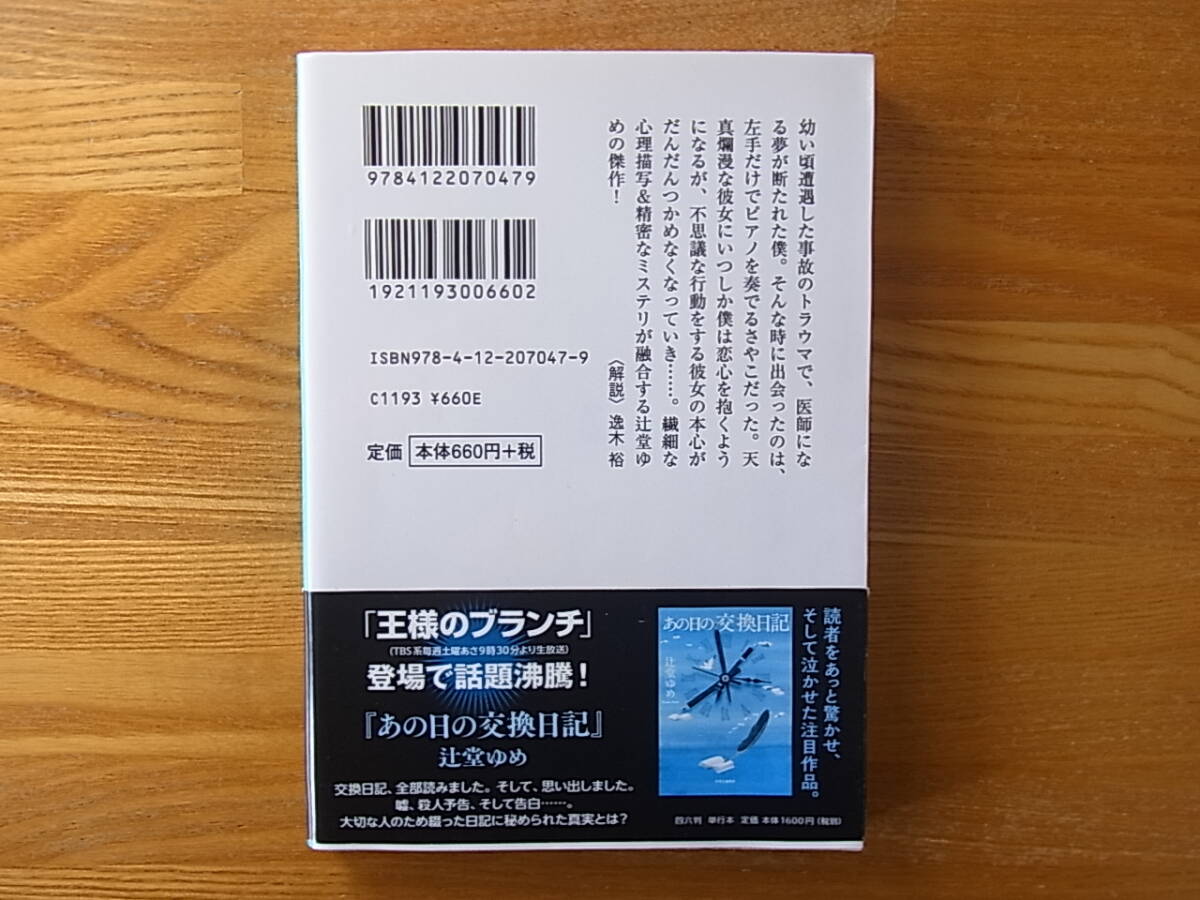 幼い頃遭遇した事故のトラウマで、医師にな
る夢が断たれた僕。そんな時に出会ったのは、
左手だけでピアノを奏でるさやこだった。天
真爛漫な彼女にいつしか僕は恋心を抱くよう
になるが、不思議な行動をする彼女の本心が
だんだんつかめなくなっていき……。繊細な
心理描写&精密なミステリが融合する辻堂ゆ
めの傑作!
〈解説〉逸木 裕
9784122070479
1921193006602
ISBN978-4-12-207047-9
C1193 ¥660E
定価 本体660円+税
「王様のブランチ」
(TBS系毎週土曜あさ9時30分より生放送)
登場で話題沸騰!
『あの日の交換日記』
辻堂ゆめ
交換日記、全部読みました。そして、思い出しました。
嘘、殺人予告、そして告白……。
大切な人のため綴った日記に秘められた真実とは?
読者をあっと驚かせ、
そして泣かせた注目作品。
あの日の交換日記
辻堂ゆめ
四六判 単行本 定価 本体1600円(税別)